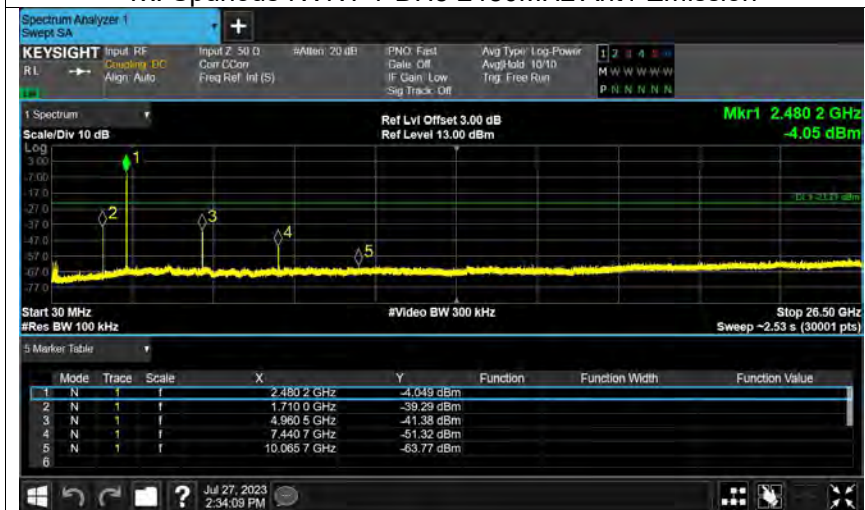 Spectrum Analyzer 1
Swept SA
+
KEYSIGHT Input: RF Input Z: 50 Ω #Atten: 20 dB PNO: Fast Avg Type: Log-Power 1 2 3 4 5 6
RL Coupling: DC Corr CCorr Gate: Off Avg|Hold: 10/10 M W W W W W
Align: Auto Freq Ref: Int (S) IF Gain: Low Trig: Free Run
Sig Track: Off P N N N N N
1 Spectrum Ref Lvl Offset 3.00 dB Mkr1 2.480 2 GHz
Scale/Div 10 dB Ref Level 13.00 dBm -4.05 dBm
Log
3.00
-7.00
-17.0
-27.0
-37.0
-47.0
-57.0
-67.0
-77.0
1
2
3
4
5
Start 30 MHz #Video BW 300 kHz Stop 26.50 GHz
#Res BW 100 kHz Sweep ~2.53 s (30001 pts)
5 Marker Table
Mode Trace Scale X Y Function Function Width Function Value
1 N 1 f 2.480 2 GHz -4.049 dBm
2 N 1 f 1.710 0 GHz -39.29 dBm
3 N 1 f 4.960 5 GHz -41.38 dBm
4 N 1 f 7.440 7 GHz -51.32 dBm
5 N 1 f 10.065 7 GHz -63.77 dBm
6
? Jul 27, 2023
2:34:09 PM